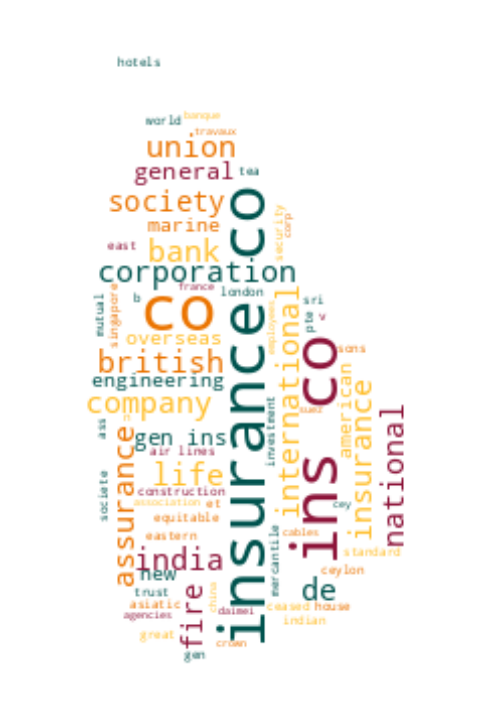 hotels
world
banque
travaux
union
general
tea
society
co
marine
security
corp
east
bank
corporation
france
london
b
co
sri
mutual
singapore
pte
v
overseas
employees
insurance
international
ins co
sons
british
engineering
company
american
insurance
suez
national
ass
n
gen ins
investment
air lines
assurance
life
societe
construction
association
et
cey
equitable
eastern
cables
mercantile
standard
india
new
ceylon
fire
de
trust
china
asiatic
daimei
ceased
house
agencies
indian
great
crown
gen